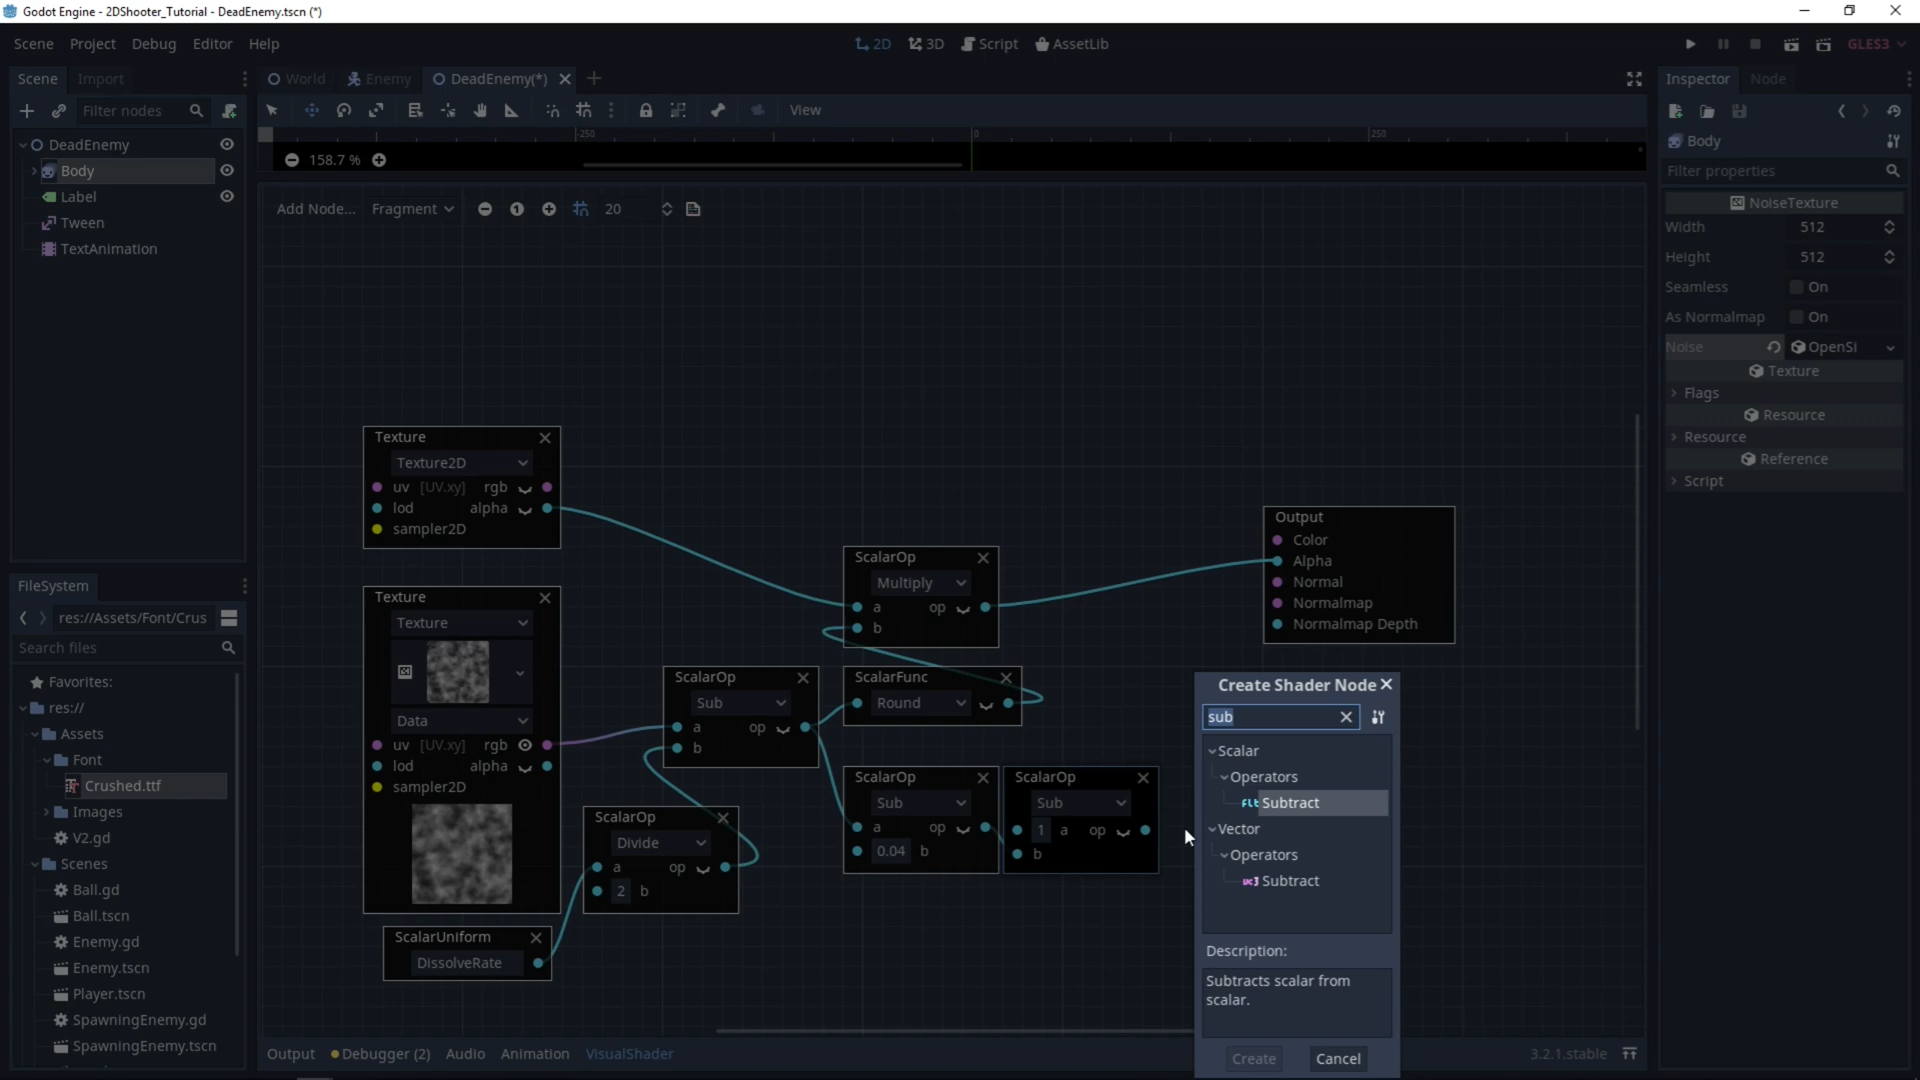 Godot Engine - 2DShooter_Tutorial - DeadEnemy.tscn (*)
Scene Project Debug Editor Help
2D 3D Script AssetLib
GLES3
Scene Import
World Enemy DeadEnemy(*)
Inspector Node
Filter nodes
View
-250 0 250
158.7 %
DeadEnemy
Body
Label
Tween
TextAnimation
Add Node... Fragment 20
Body
Filter properties
NoiseTexture
Width 512
Height 512
Seamless On
As Normalmap On
Noise OpenSi
Texture
Flags
Resource
Resource
Reference
Script
Texture
Texture2D
uv [UV.xy] rgb
lod alpha
sampler2D
Texture
Texture
Data
uv [UV.xy] rgb
lod alpha
sampler2D
ScalarUniform
DissolveRate
ScalarOp
Divide
a op
2 b
ScalarOp
Sub
a op
b
ScalarOp
Multiply
a op
b
ScalarFunc
Round
ScalarOp
Sub
a op
0.04 b
ScalarOp
Sub
1 a op
b
Output
Color
Alpha
Normal
Normalmap
Normalmap Depth
Create Shader Node
sub
Scalar
Operators
Subtract
Vector
Operators
Subtract
Description:
Subtracts scalar from
scalar.
Create Cancel
FileSystem
res://Assets/Font/Crus
Search files
Favorites:
res://
Assets
Font
Crushed.ttf
Images
V2.gd
Scenes
Ball.gd
Ball.tscn
Enemy.gd
Enemy.tscn
Player.tscn
SpawningEnemy.gd
SpawningEnemy.tscn
Output Debugger (2) Audio Animation VisualShader
3.2.1.stable